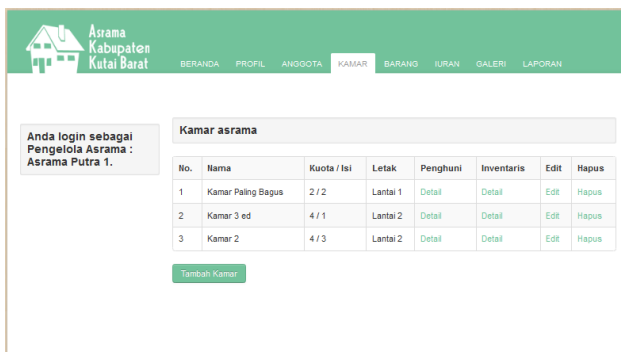 Asrama
Kabupaten
Kutai Barat
BERANDA PROFIL ANGGOTA KAMAR BARANG IURAN GALERI LAPORAN
Anda login sebagai
Pengelola Asrama :
Asrama Putra 1.
Kamar asrama
No. Nama Kuota / Isi Letak Penghuni Inventaris Edit Hapus
1 Kamar Paling Bagus 2 / 2 Lantai 1 Detail Detail Edit Hapus
2 Kamar 3 ed 4 / 1 Lantai 2 Detail Detail Edit Hapus
3 Kamar 2 4 / 3 Lantai 2 Detail Detail Edit Hapus
Tambah Kamar